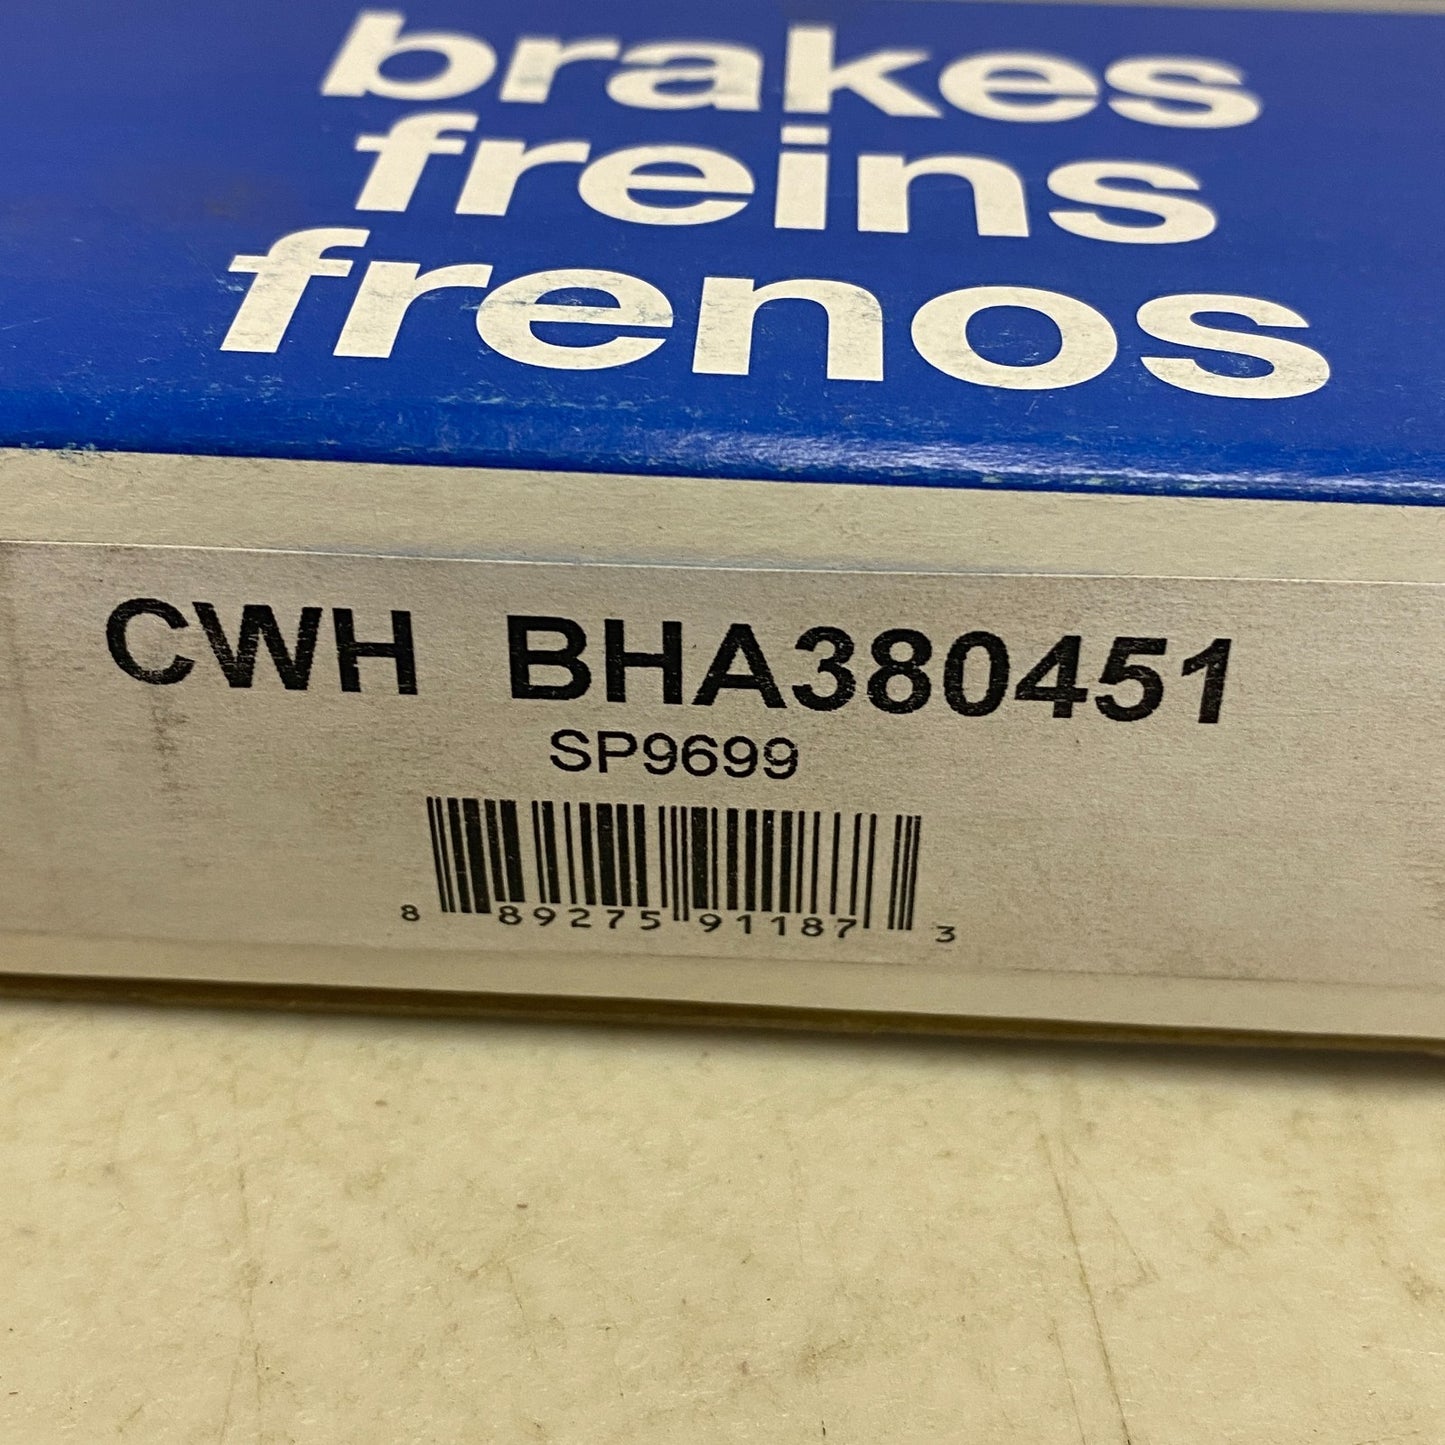 brakes
freins
frenos
CWH BHA380451
SP9699
8 89275 91187 3